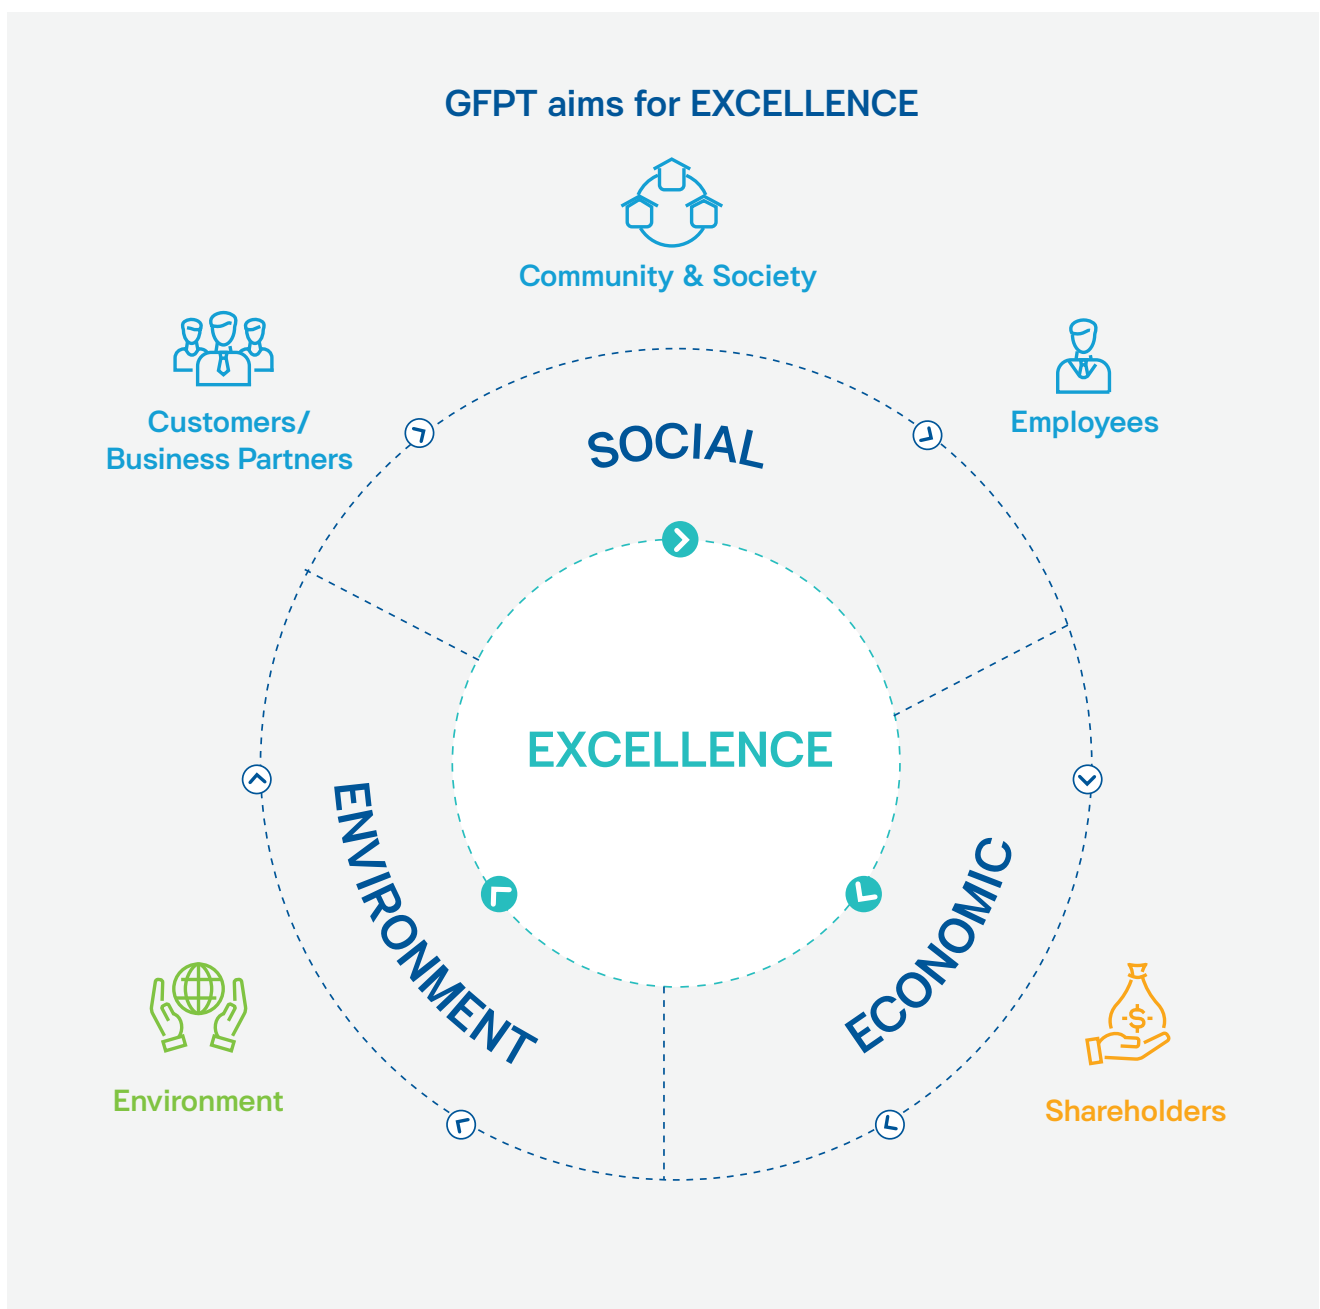 GFPT aims for EXCELLENCE
Community & Society
Customers/
Business Partners
Employees
SOCIAL
EXCELLENCE
ENVIRONMENT
ECONOMIC
$
Environment
Shareholders